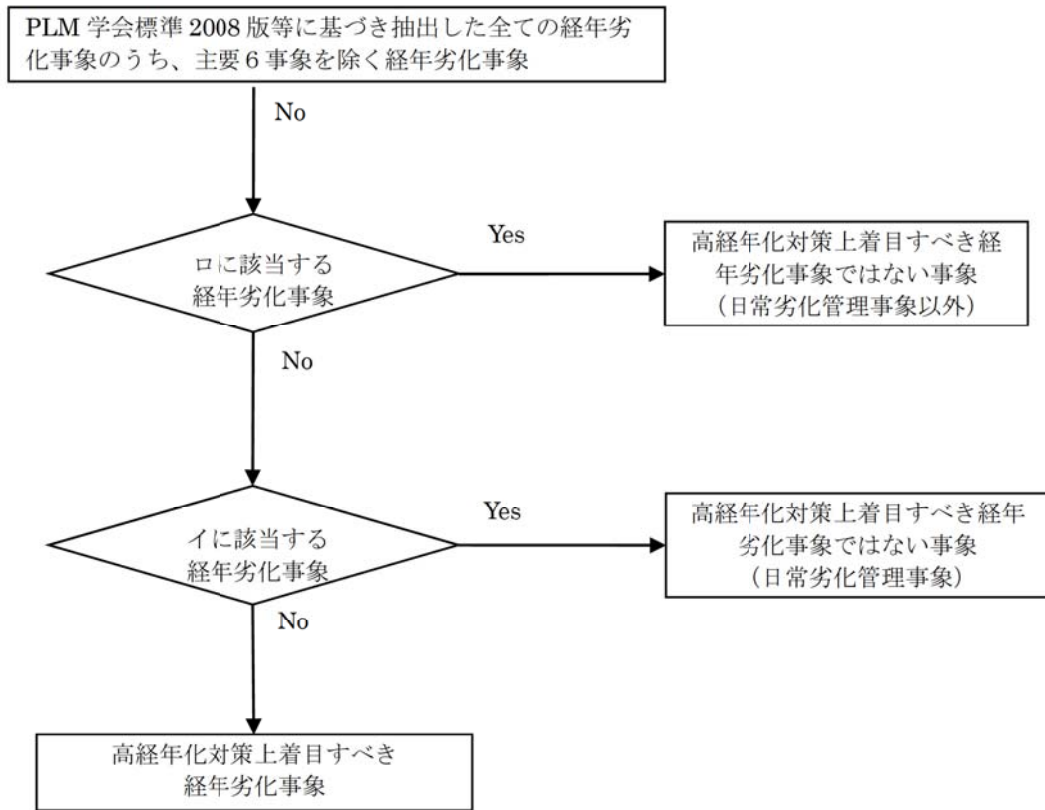 PLM 学会標準 2008 版等に基づき抽出した全ての経年劣
化事象のうち、主要６事象を除く経年劣化事象
No
ロに該当する
経年劣化事象
Yes
高経年化対策上着目すべき経
年劣化事象ではない事象
（日常劣化管理事象以外）
No
イに該当する
経年劣化事象
Yes
高経年化対策上着目すべき経年
劣化事象ではない事象
（日常劣化管理事象）
No
高経年化対策上着目すべき
経年劣化事象